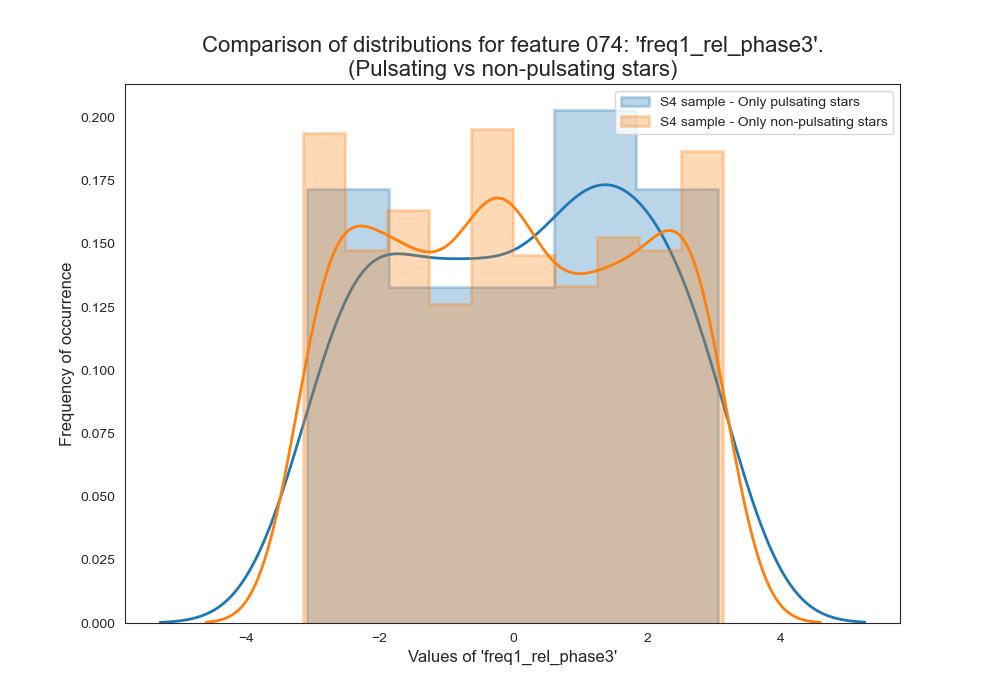 Comparison of distributions for feature 074: 'freq1_rel_phase3'.
(Pulsating vs non-pulsating stars)
S4 sample - Only pulsating stars
S4 sample - Only non-pulsating stars
Frequency of occurrence
0.200
0.175
0.150
0.125
0.100
0.075
0.050
0.025
0.000
−4
−2
0
2
4
Values of 'freq1_rel_phase3'